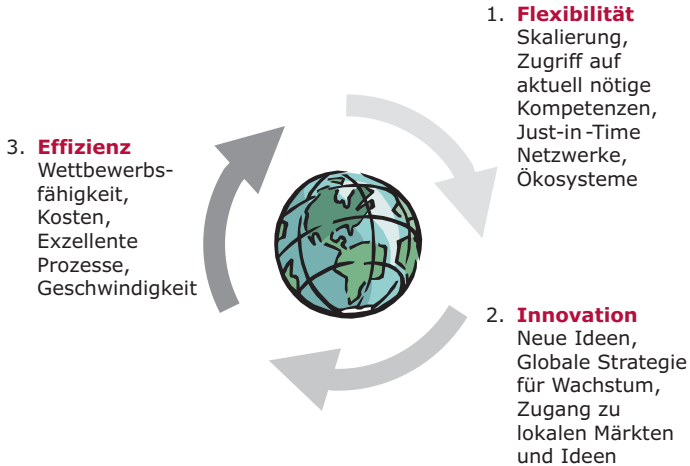 1. Flexibilität
Skalierung,
Zugriff auf
aktuell nötige
Kompetenzen,
Just-in-Time
Netzwerke,
Ökosysteme
2. Innovation
Neue Ideen,
Globale Strategie
für Wachstum,
Zugang zu
lokalen Märkten
und Ideen
3. Effizienz
Wettbewerbs-
fähigkeit,
Kosten,
Exzellente
Prozesse,
Geschwindigkeit